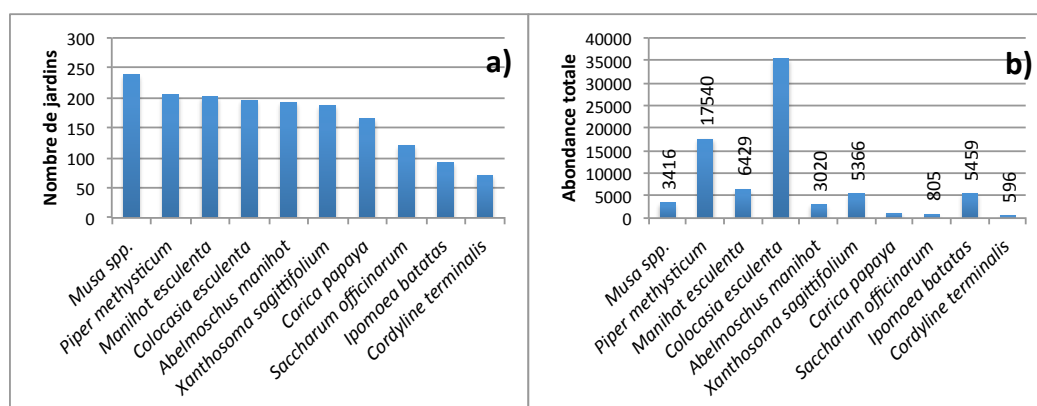 a)
Nombre de jardins
300
250
200
150
100
50
0
Musa spp.
Piper methysticum
Manihot esculenta
Colocasia esculenta
Abelmoschus manihot
Xanthosoma sagittifolium
Carica papaya
Saccharum officinarum
Ipomoea batatas
Cordyline terminalis
b)
Abondance totale
40000
35000
30000
25000
20000
15000
10000
5000
0
3416
17540
6429
3020
5366
805
5459
596
Musa spp.
Piper methysticum
Manihot esculenta
Colocasia esculenta
Abelmoschus manihot
Xanthosoma sagittifolium
Carica papaya
Saccharum officinarum
Ipomoea batatas
Cordyline terminalis